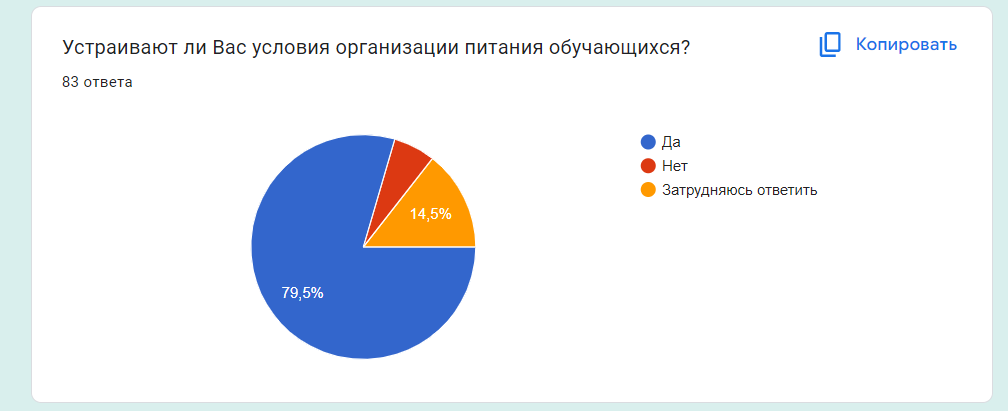 Устраивают ли Вас условия организации питания обучающихся?
Копировать
83 ответа
Да
Нет
Затрудняюсь ответить
14,5%
79,5%